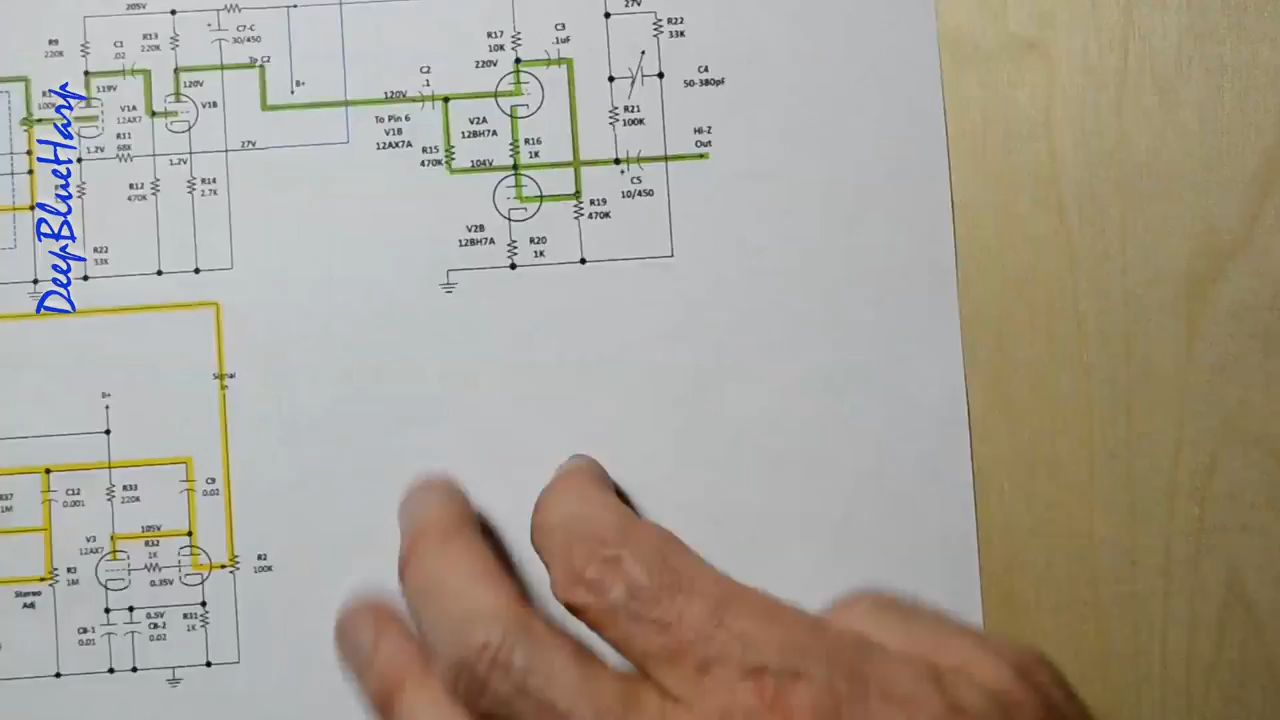 205V
27V
R9
220K
C1
.02
R13
220K
C7-C
30/450
To C2
B+
119V
120V
V1A
12AX7
V1B
R11
68K
1.2V
1.2V
27V
R12
470K
R14
2.7K
R22
33K
DeepBlueHarp
R17
10K
C3
.1uF
R22
33K
220V
C2
.1
120V
To Pin 6
V1B
12AX7A
V2A
12BH7A
R15
470K
R16
1K
104V
C4
50-380pF
R21
100K
Hi-Z
Out
C5
10/450
R19
470K
V2B
12BH7A
R20
1K
B+
R37
1M
C12
0.001
R33
220K
C9
0.02
105V
V3
12AX7
R32
1K
0.35V
R2
100K
R3
1M
Stereo
Adj
0.5V
C8-1
0.01
C8-2
0.02
R31
1K